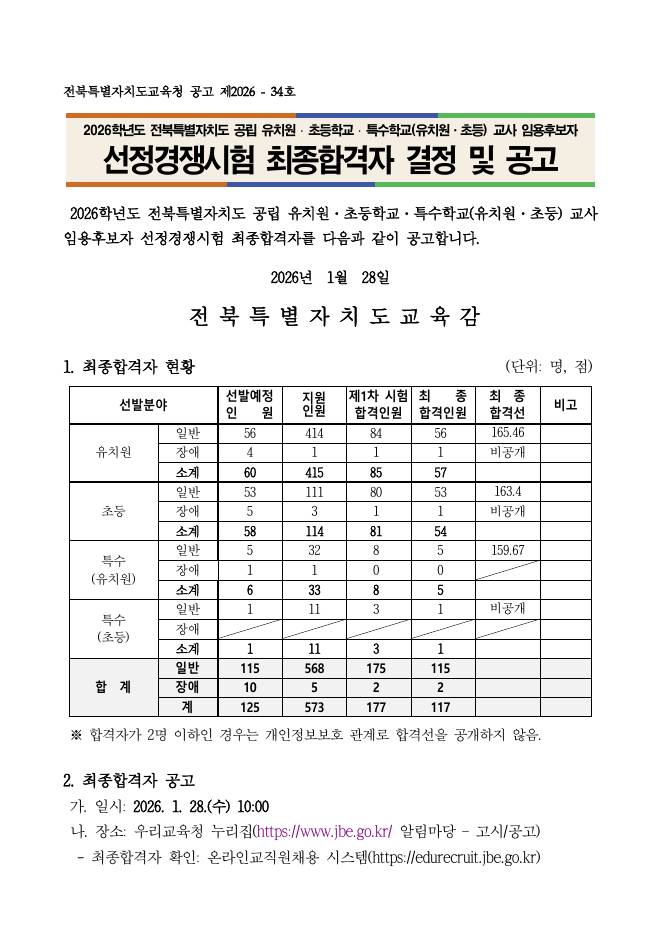 전북특별자치도교육청 공고 제2026 - 34호
2026학년도 전북특별자치도 공립 유치원 · 초등학교 · 특수학교(유치원 · 초등) 교사 임용후보자
선정경쟁시험 최종합격자 결정 및 공고
2026학년도 전북특별자치도 공립 유치원 · 초등학교 · 특수학교(유치원 · 초등) 교사
임용후보자 선정경쟁시험 최종합격자를 다음과 같이 공고합니다.
2026년 1월 28일
전 북 특 별 자 치 도 교 육 감
1. 최종합격자 현황 (단위: 명, 점)
선발분야 선발예정 인 원 지원 인원 제1차 시험 합격인원 최 종 합격인원 최 종 합격선 비고
유치원 일반 56 414 84 56 165.46
장애 4 1 1 1 비공개
소계 60 415 85 57
초등 일반 53 111 80 53 163.4
장애 5 3 1 1 비공개
소계 58 114 81 54
특수 (유치원) 일반 5 32 8 5 159.67
장애 1 1 0 0
소계 6 33 8 5
특수 (초등) 일반 1 11 3 1 비공개
장애
소계 1 11 3 1
합 계 일반 115 568 175 115
장애 10 5 2 2
계 125 573 177 117
※ 합격자가 2명 이하인 경우는 개인정보보호 관계로 합격선을 공개하지 않음.
2. 최종합격자 공고
가. 일시: 2026. 1. 28.(수) 10:00
나. 장소: 우리교육청 누리집(https://www.jbe.go.kr/ 알림마당 - 고시/공고)
- 최종합격자 확인: 온라인교직원채용 시스템(https://edurecruit.jbe.go.kr)